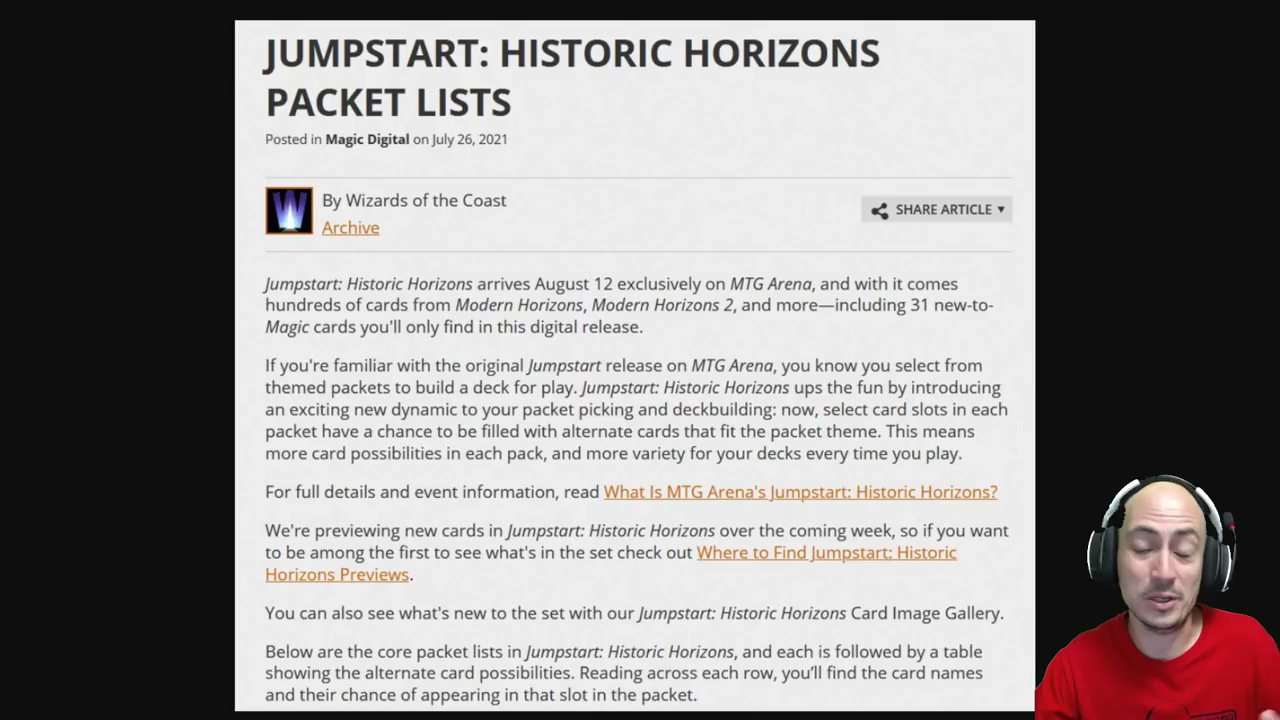 JUMPSTART: HISTORIC HORIZONS
PACKET LISTS
Posted in Magic Digital on July 26, 2021
By Wizards of the Coast
Archive
SHARE ARTICLE
Jumpstart: Historic Horizons arrives August 12 exclusively on MTG Arena, and with it comes
hundreds of cards from Modern Horizons, Modern Horizons 2, and more—including 31 new-to-
Magic cards you'll only find in this digital release.
If you're familiar with the original Jumpstart release on MTG Arena, you know you select from
themed packets to build a deck for play. Jumpstart: Historic Horizons ups the fun by introducing
an exciting new dynamic to your packet picking and deckbuilding: now, select card slots in each
packet have a chance to be filled with alternate cards that fit the packet theme. This means
more card possibilities in each pack, and more variety for your decks every time you play.
For full details and event information, read What Is MTG Arena's Jumpstart: Historic Horizons?
We're previewing new cards in Jumpstart: Historic Horizons over the coming week, so if you want
to be among the first to see what's in the set check out Where to Find Jumpstart: Historic
Horizons Previews.
You can also see what's new to the set with our Jumpstart: Historic Horizons Card Image Gallery.
Below are the core packet lists in Jumpstart: Historic Horizons, and each is followed by a table
showing the alternate card possibilities. Reading across each row, you'll find the card names
and their chance of appearing in that slot in the packet.